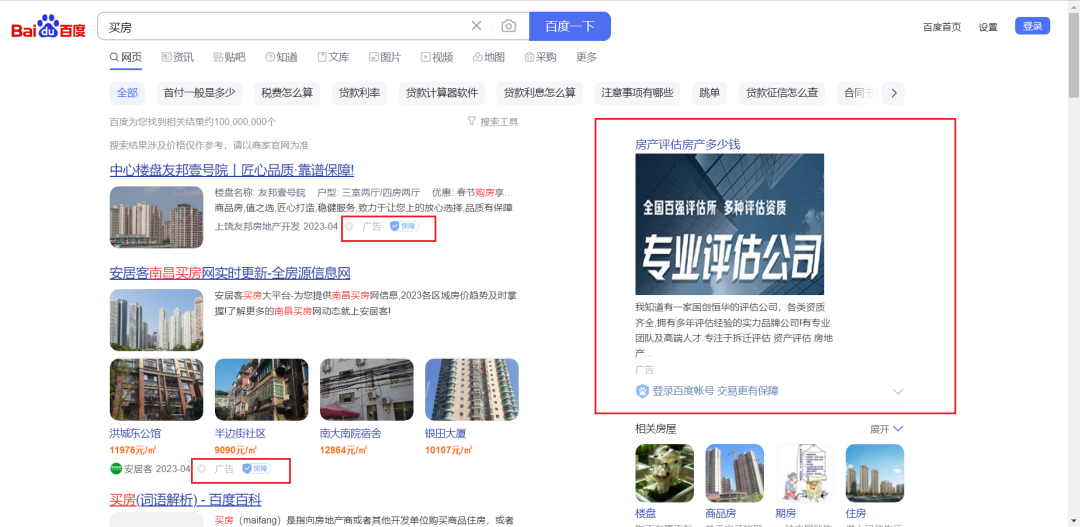 Bai du 百度
买房
百度一下
百度首页 设置 登录
网页 资讯 贴吧 知道 文库 图片 视频 地图 采购 更多
全部 首付一般是多少 税费怎么算 贷款利率 贷款计算器软件 贷款利息怎么算 注意事项有哪些 跳单 贷款征信怎么查 合同
百度为您找到相关结果约100,000,000个
搜索工具
搜索结果涉及价格仅作参考，请以商家官网为准
中心楼盘友邦壹号院丨匠心品质·靠谱保障!
楼盘名称: 友邦壹号院 户型: 三室两厅/四房两厅 优惠: 春节购房享...
商品房,值之选,匠心打造,稳健服务,致力于让您上的放心选择,品质有保障
上饶友邦房地产开发 2023-04 广告 保障
安居客南昌买房网实时更新-全房源信息网
安居客买房大平台-为您提供南昌买房网信息,2023各区域房价趋势及时掌
握!了解更多的南昌买房网动态就上安居客!
洪城东公馆 半边街社区 南大南院宿舍 银田大厦
11976元/㎡ 9090元/㎡ 12864元/㎡ 10107元/㎡
安居客 2023-04 广告 保障
买房(词语解析) - 百度百科
买房（maifang）是指向房地产商或者其他开发单位购买商品住房，或者
房产评估房产多少钱
全国百强评估所 多种评估资质
专业评估公司
我知道有一家国创恒华的评估公司，各类资质
齐全,拥有多年评估经验的实力品牌公司!有专业
团队及高端人才.专注于拆迁评估 资产评估 房地
产...
广告
登录百度帐号 交易更有保障
相关房屋
展开
楼盘 商品房 期房 住房